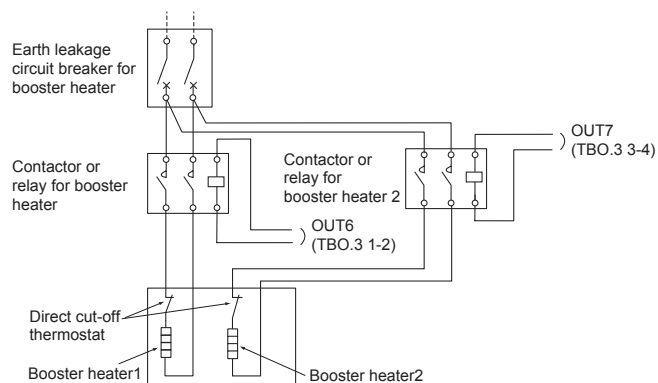 Earth leakage
circuit breaker for
booster heater
Contactor or
relay for booster
heater
Contactor or
relay for
booster heater 2
OUT7
(TBO.3 3-4)
OUT6
(TBO.3 1-2)
Direct cut-off
thermostat
Booster heater1
Booster heater2